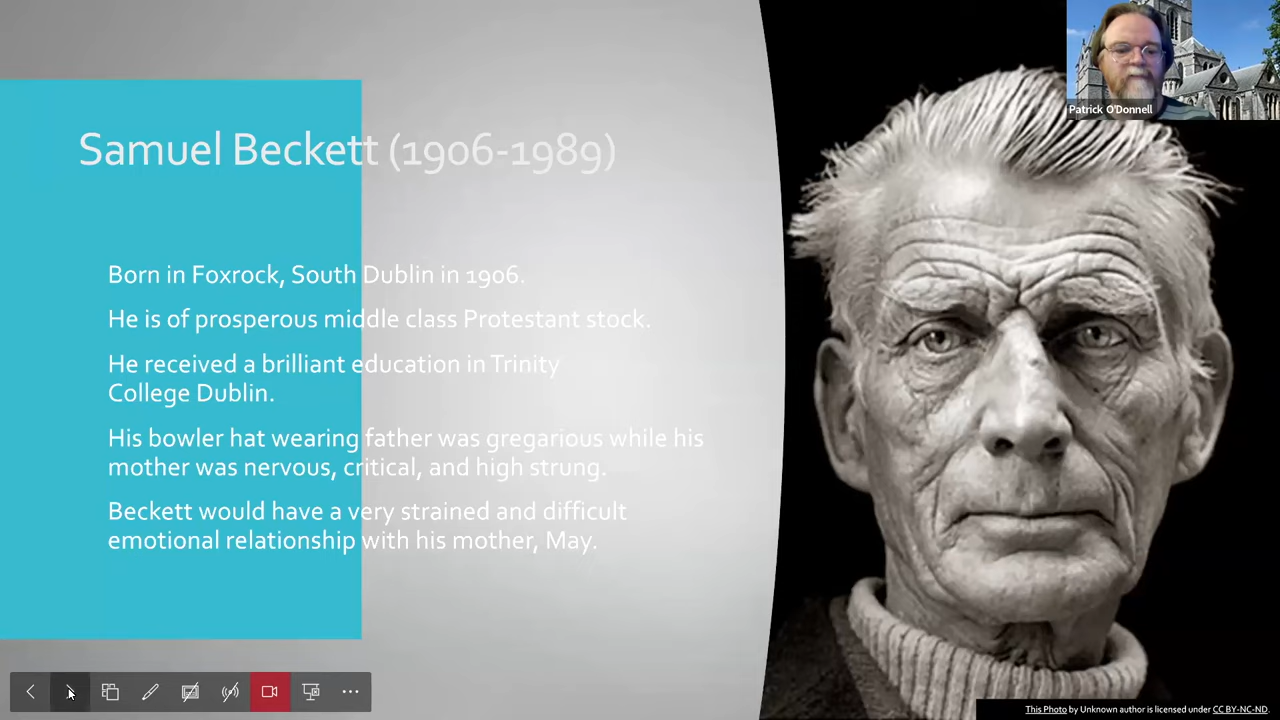 Samuel Beckett (1906-1989)
Born in Foxrock, South Dublin in 1906.
He is of prosperous middle class Protestant stock.
He received a brilliant education in Trinity
College Dublin.
His bowler hat wearing father was gregarious while his
mother was nervous, critical, and high strung.
Beckett would have a very strained and difficult
emotional relationship with his mother, May.
Patrick O'Donnell
This Photo by Unknown author is licensed under CC BY-NC-ND.